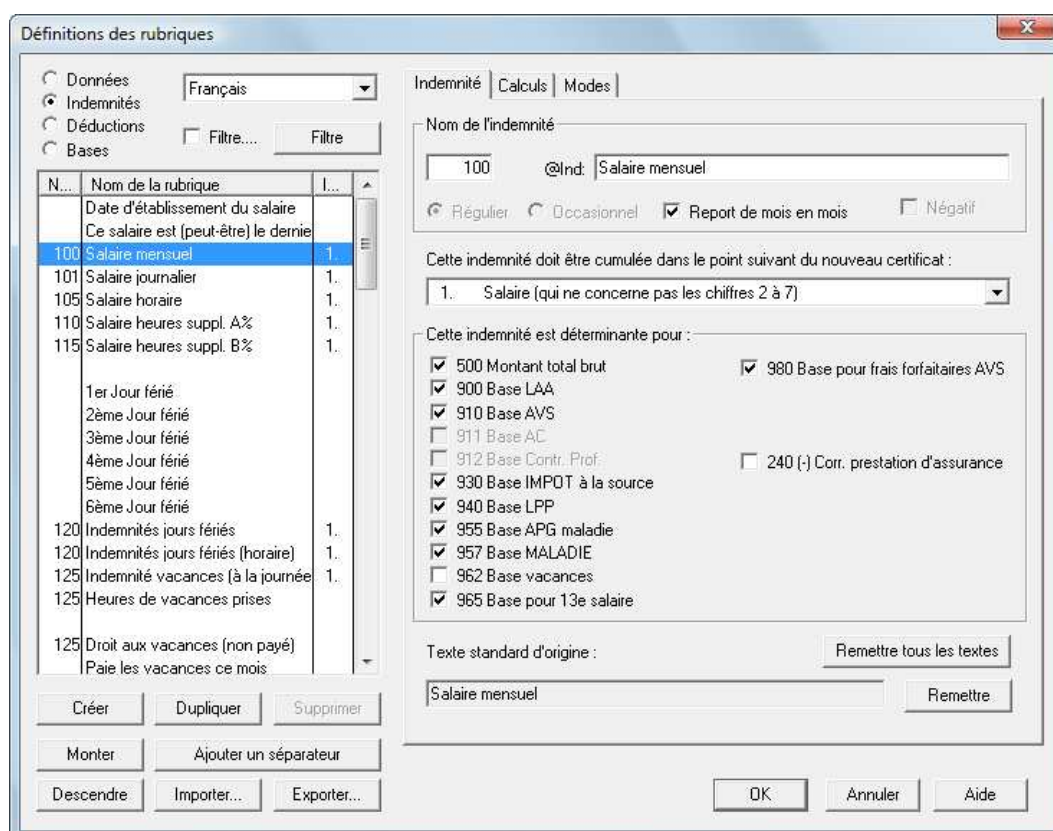 Définitions des rubriques
Données
Indemnités
Déductions
Bases
Français
Filtre....
Filtre
N... Nom de la rubrique I...
Date d'établissement du salaire
Ce salaire est (peut-être) le dernie
100 Salaire mensuel 1.
101 Salaire journalier 1.
105 Salaire horaire 1.
110 Salaire heures suppl. A% 1.
115 Salaire heures suppl. B% 1.
1er Jour férié
2ème Jour férié
3ème Jour férié
4ème Jour férié
5ème Jour férié
6ème Jour férié
120 Indemnités jours fériés 1.
120 Indemnités jours fériés (horaire) 1.
125 Indemnité vacances (à la journée 1.
125 Heures de vacances prises
125 Droit aux vacances (non payé)
Paie les vacances ce mois
Créer Dupliquer Supprimer
Monter Ajouter un séparateur
Descendre Importer... Exporter...
Indemnité Calculs Modes
Nom de l'indemnité
100 @Ind: Salaire mensuel
Régulier Occasionnel Report de mois en mois Négatif
Cette indemnité doit être cumulée dans le point suivant du nouveau certificat :
1. Salaire (qui ne concerne pas les chiffres 2 à 7)
Cette indemnité est déterminante pour :
500 Montant total brut
900 Base LAA
910 Base AVS
911 Base AC
912 Base Contr. Prof.
930 Base IMPOT à la source
940 Base LPP
955 Base APG maladie
957 Base MALADIE
962 Base vacances
965 Base pour 13e salaire
980 Base pour frais forfaitaires AVS
240 (-) Corr. prestation d'assurance
Texte standard d'origine :
Remettre tous les textes
Salaire mensuel
Remettre
OK Annuler Aide